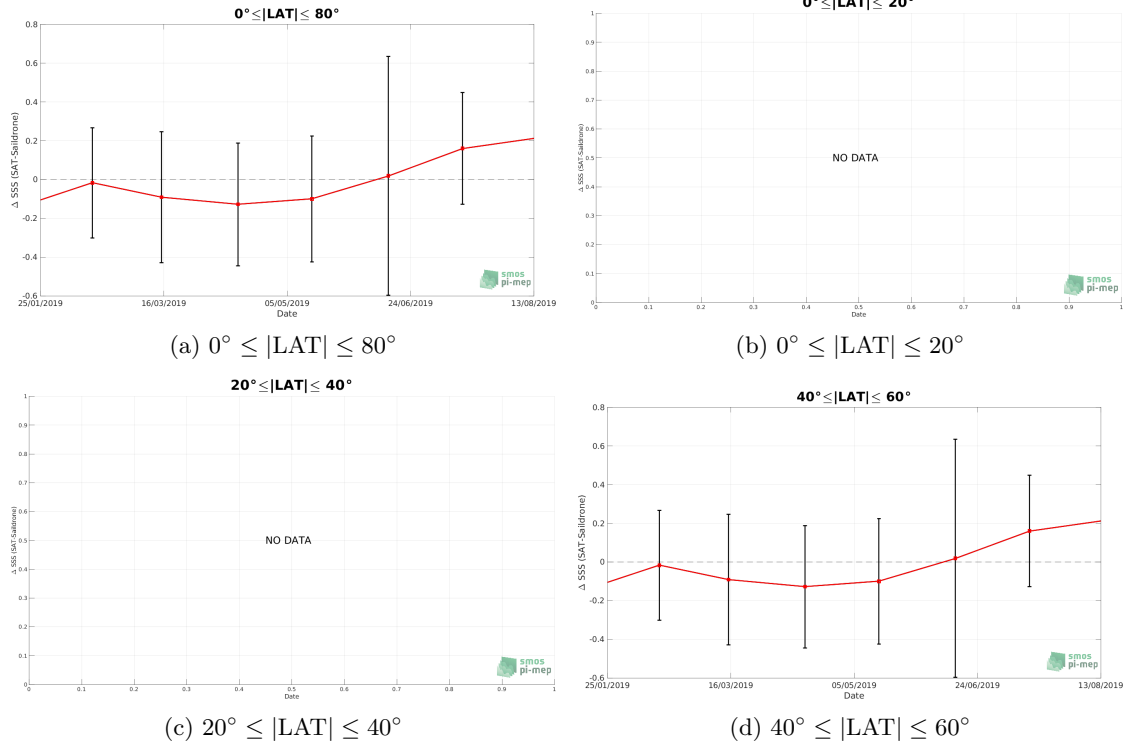 0°≤|LAT|≤ 80°
0.8
0.6
0.4
0.2
0
-0.2
-0.4
-0.6
Δ SSS (SAT-Saildrone)
25/01/2019 16/03/2019 05/05/2019 24/06/2019 13/08/2019
Date
smos
pi-mep
(a) 0° ≤ |LAT| ≤ 80°
0°≤|LAT|≤ 20°
1
0.9
0.8
0.7
0.6
0.5
0.4
0.3
0.2
0.1
0
Δ SSS (SAT-Saildrone)
NO DATA
0 0.1 0.2 0.3 0.4 0.5 0.6 0.7 0.8 0.9 1
Date
smos
pi-mep
(b) 0° ≤ |LAT| ≤ 20°
20°≤|LAT|≤ 40°
1
0.9
0.8
0.7
0.6
0.5
0.4
0.3
0.2
0.1
0
Δ SSS (SAT-Saildrone)
NO DATA
0 0.1 0.2 0.3 0.4 0.5 0.6 0.7 0.8 0.9 1
Date
smos
pi-mep
(c) 20° ≤ |LAT| ≤ 40°
40°≤|LAT|≤ 60°
0.8
0.6
0.4
0.2
0
-0.2
-0.4
-0.6
Δ SSS (SAT-Saildrone)
25/01/2019 16/03/2019 05/05/2019 24/06/2019 13/08/2019
Date
smos
pi-mep
(d) 40° ≤ |LAT| ≤ 60°